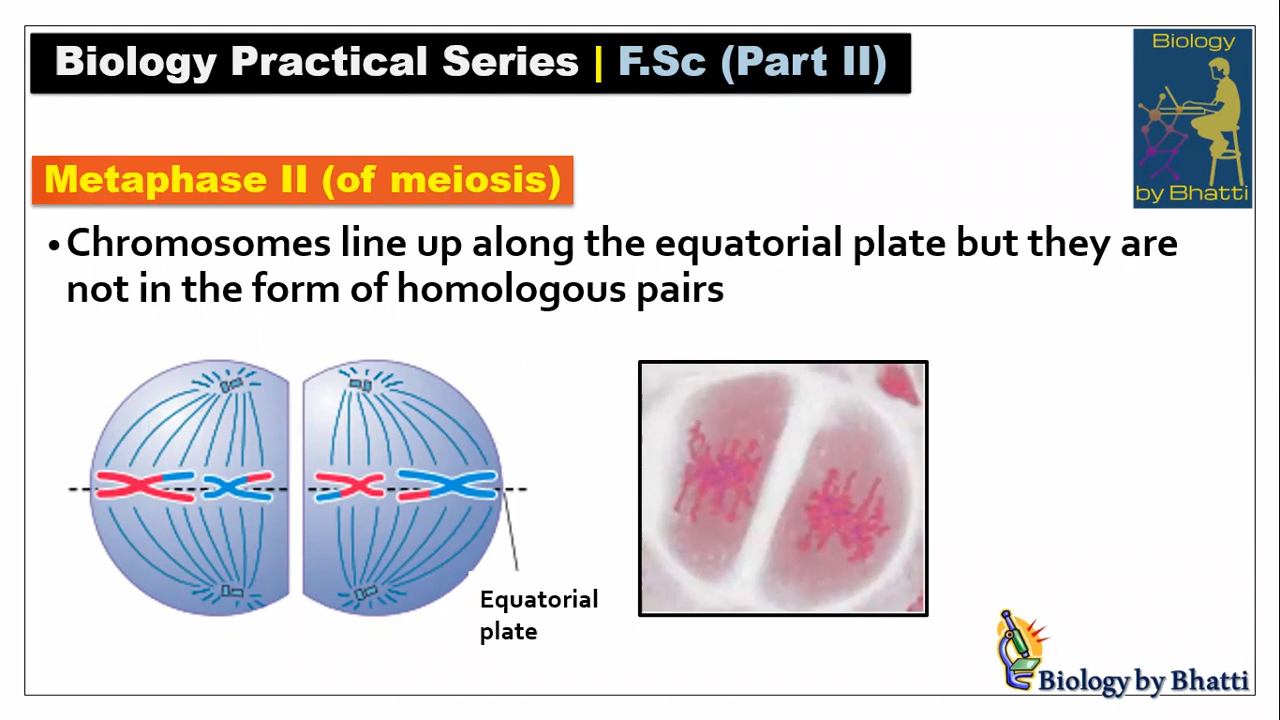 Biology Practical Series | F.Sc (Part II)
Biology
by Bhatti
Metaphase II (of meiosis)
• Chromosomes line up along the equatorial plate but they are
not in the form of homologous pairs
Equatorial
plate
Biology by Bhatti